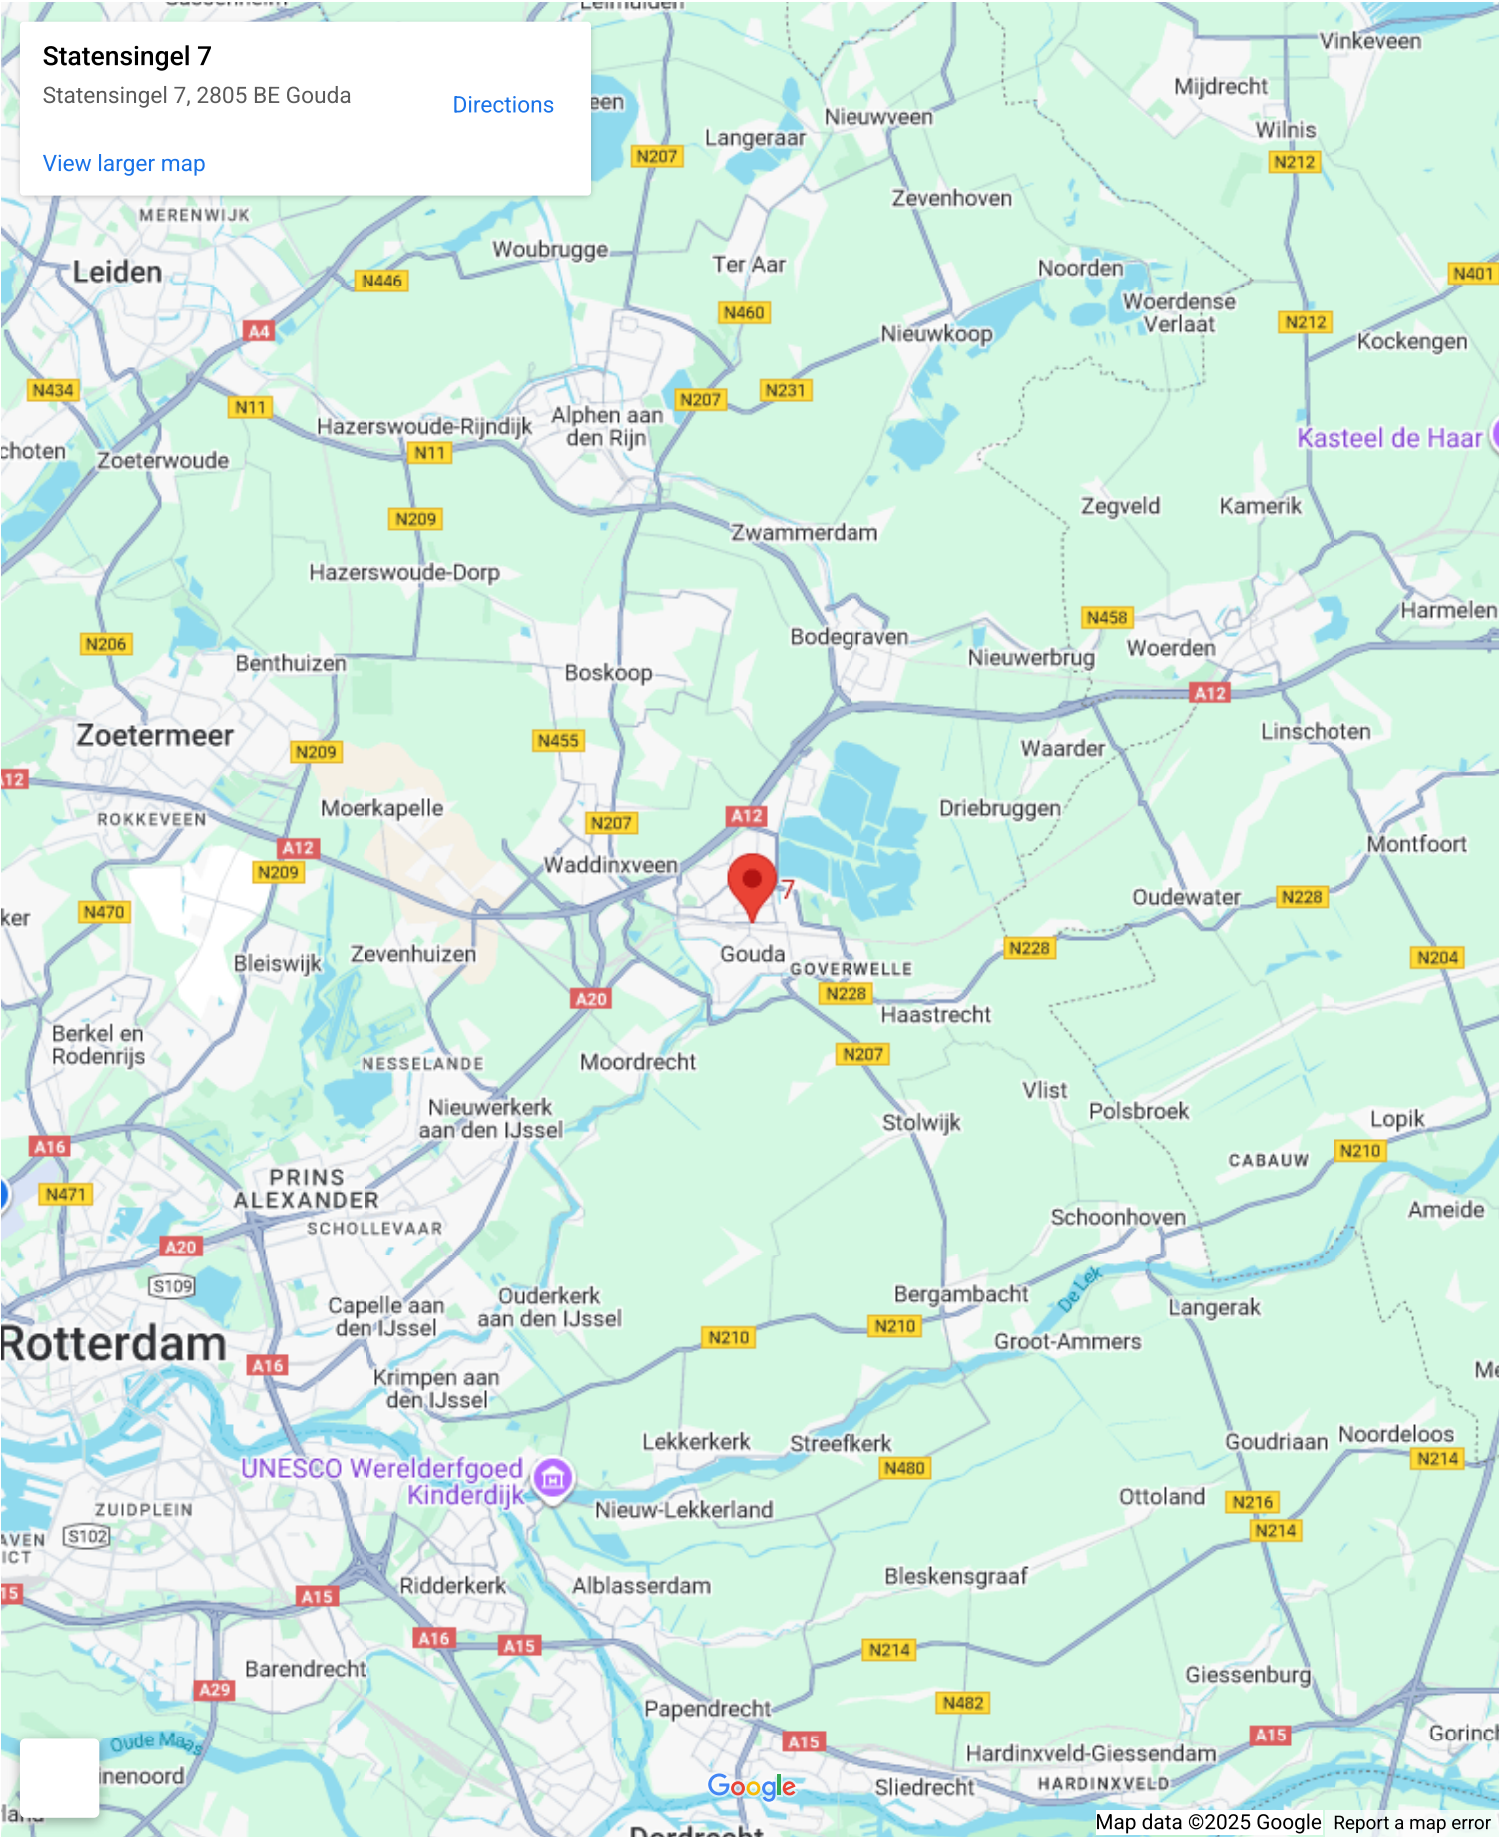 Leimuiden
Statensingel 7
Statensingel 7, 2805 BE Gouda
Directions
View larger map
Vinkeveen
Mijdrecht
Nieuwveen
Langeraar
Wilnis
N207
N212
Zevenhoven
MERENWIJK
Woubrugge
Ter Aar
Noorden
Leiden
N446
N401
Woerdense
Verlaat
N460
N212
A4
Nieuwkoop
Kockengen
N434
N11
N207
N231
Alphen aan
den Rijn
Hazerswoude-Rijndijk
Kasteel de Haar
N11
Zoeterwoude
Zegveld
Kamerik
N209
Zwammerdam
Hazerswoude-Dorp
N458
Harmelen
N206
Bodegraven
Woerden
Nieuwerbrug
Benthuizen
Boskoop
A12
Zoetermeer
N209
N455
Linschoten
Waarder
A12
Moerkapelle
Driebruggen
ROKKEVEEN
N207
A12
A12
Montfoort
N209
Waddinxveen
7
Oudewater
N228
N470
Zevenhuizen
Gouda
N228
Bleiswijk
GOVERWELLE
N204
A20
N228
Haastrecht
Berkel en
Rodenrijs
NESSELANDE
Moordrecht
N207
Vlist
Polsbroek
Nieuwerkerk
aan den IJssel
Stolwijk
Lopik
A16
N210
CABAUW
PRINS
ALEXANDER
N471
SCHOLLEVAAR
Schoonhoven
Ameide
A20
S109
De Lek
Bergambacht
Ouderkerk
aan den IJssel
Langerak
Capelle aan
den IJssel
N210
N210
Groot-Ammers
Rotterdam
A16
Krimpen aan
den IJssel
Lekkerkerk
Streefkerk
Goudriaan
Noordeloos
N214
UNESCO Werelderfgoed
Kinderdijk
N480
Ottoland
N216
ZUIDPLEIN
Nieuw-Lekkerland
S102
N214
Bleskensgraaf
Ridderkerk
Alblasserdam
A15
A16
A15
N214
Barendrecht
Giessenburg
A29
Papendrecht
N482
A15
A15
Oude Maas
Hardinxveld-Giessendam
HARDINXVELD
Google
Sliedrecht
Map data ©2025 Google
Report a map error